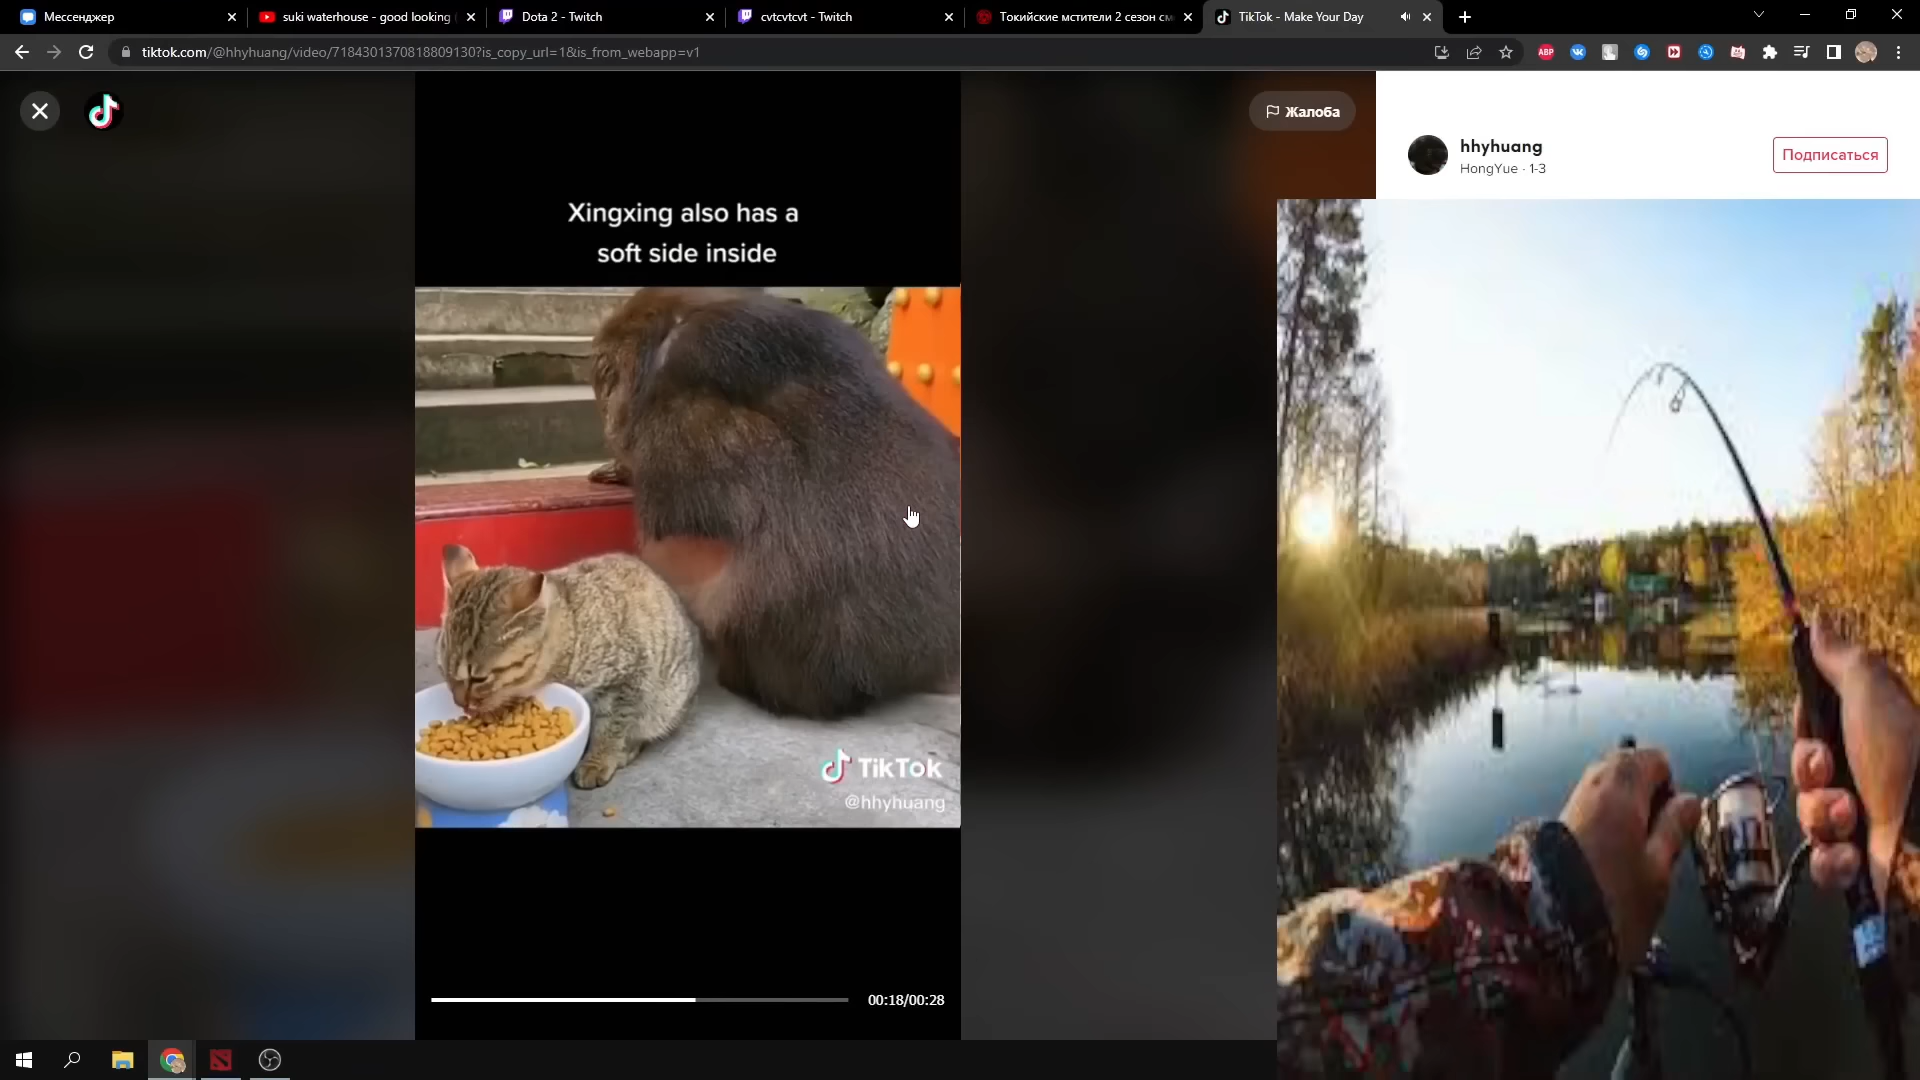 Мессенджер
suki waterhouse - good looking
Dota 2 - Twitch
cvtcvtcvt - Twitch
Токийские мстители 2 сезон см
TikTok - Make Your Day
tiktok.com/@hhyhuang/video/7184301370818809130?is_copy_url=1&is_from_webapp=v1
ABP
Жалоба
hhyhuang
HongYue · 1-3
Подписаться
Xingxing also has a
soft side inside
TikTok
@hhyhuang
00:18/00:28